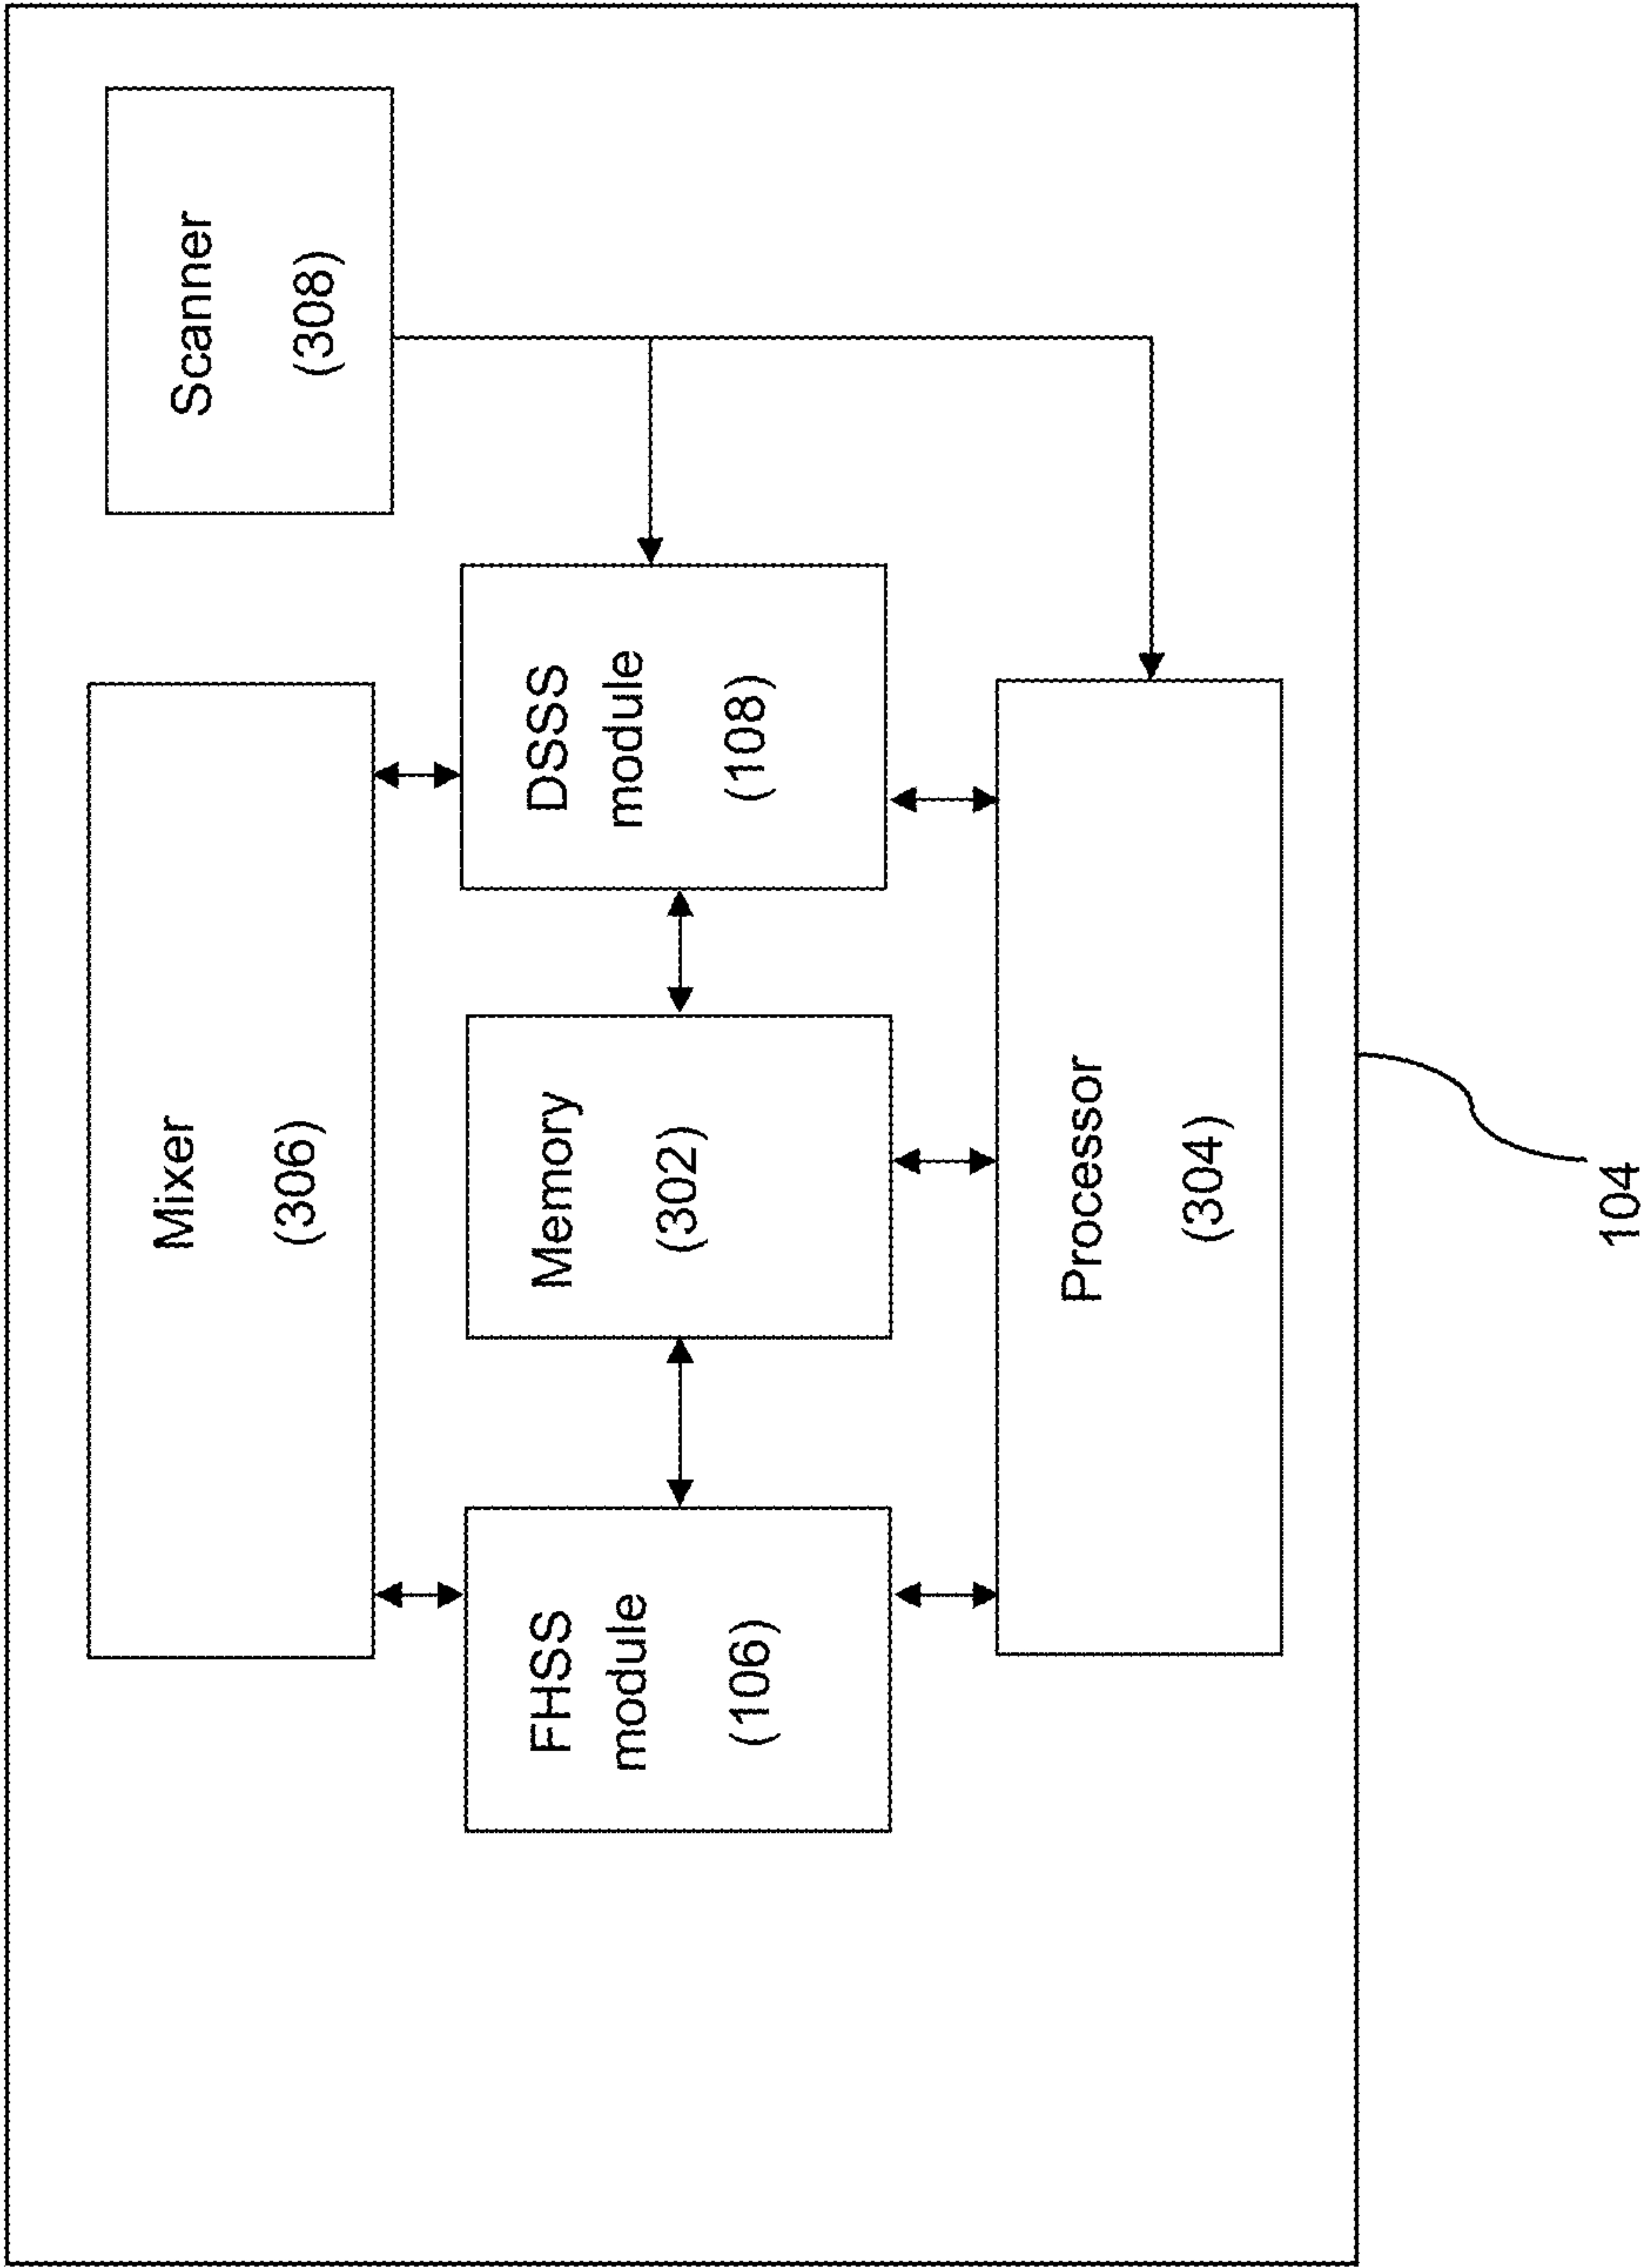 Mixer
(306)
Scanner
(308)
FHSS
module
(106)
Memory
(302)
DSSS
module
(108)
Processor
(304)
104